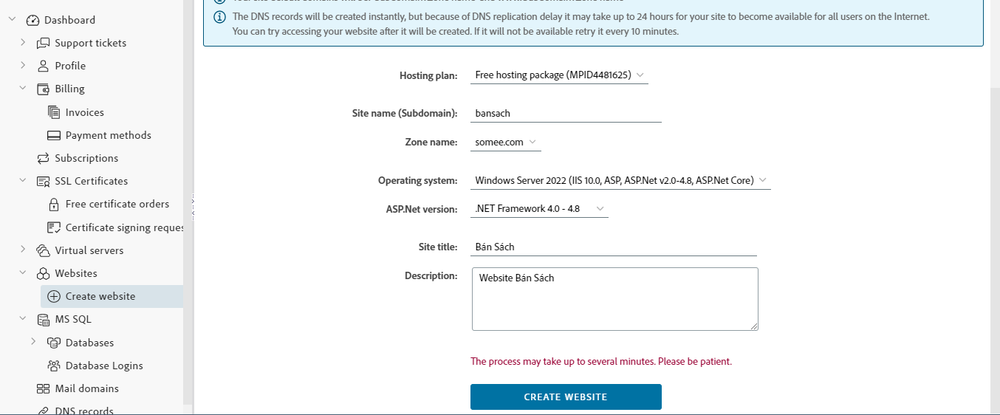 The DNS records will be created instantly, but because of DNS replication delay it may take up to 24 hours for your site to become available for all users on the Internet.
You can try accessing your website after it will be created. If it will not be available retry it every 10 minutes.
Dashboard
Support tickets
Profile
Billing
Invoices
Payment methods
Subscriptions
SSL Certificates
Free certificate orders
Certificate signing reques
Virtual servers
Websites
Create website
MS SQL
Databases
Database Logins
Mail domains
DNS records
Hosting plan: Free hosting package (MPID4481625)
Site name (Subdomain): bansach
Zone name: somee.com
Operating system: Windows Server 2022 (IIS 10.0, ASP, ASP.Net v2.0-4.8, ASP.Net Core)
ASP.Net version: .NET Framework 4.0 - 4.8
Site title: Bán Sách
Description: Website Bán Sách
The process may take up to several minutes. Please be patient.
CREATE WEBSITE